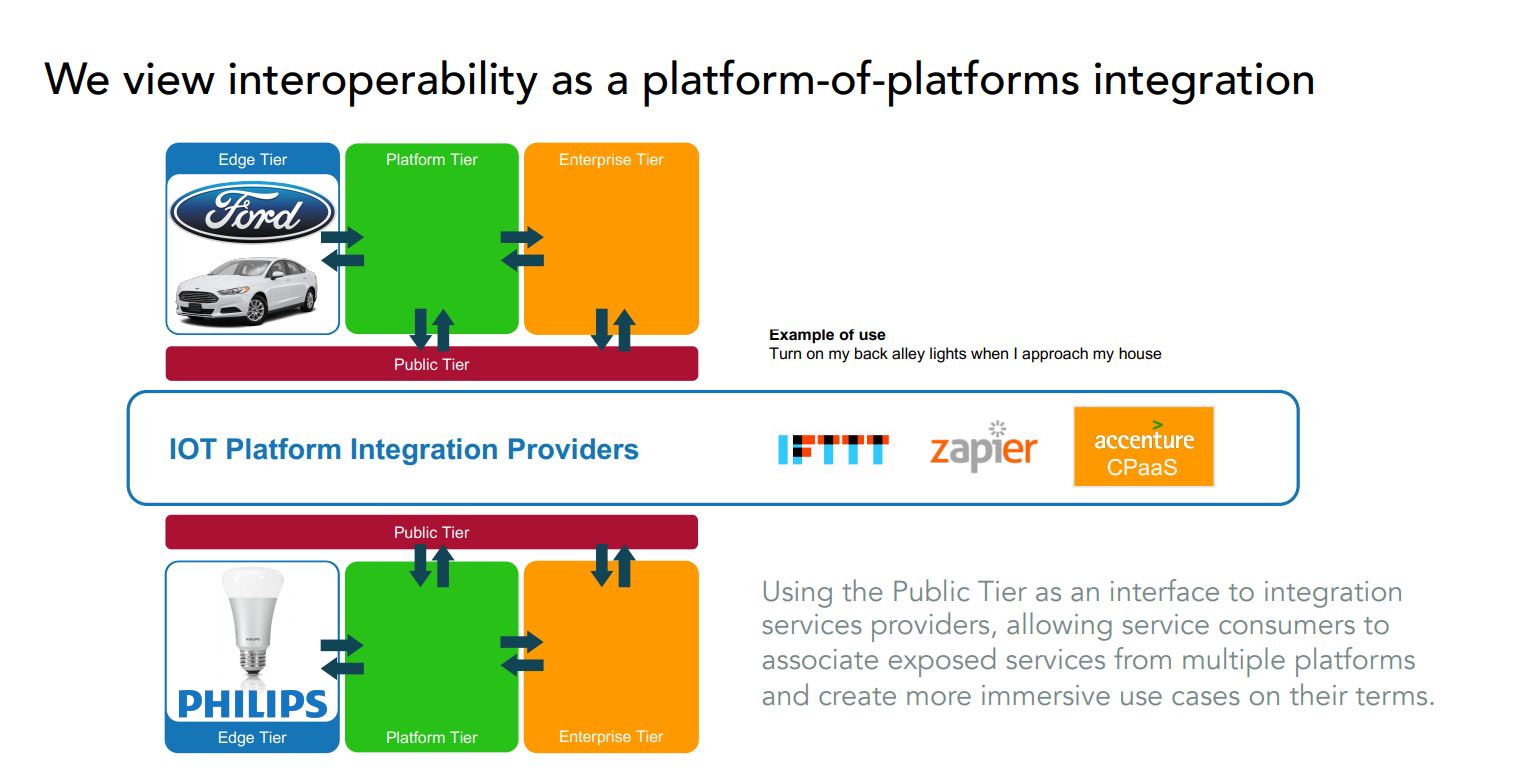 We view interoperability as a platform-of-platforms integration
Edge Tier
Platform Tier
Enterprise Tier
Ford
Public Tier
Example of use
Turn on my back alley lights when I approach my house
IOT Platform Integration Providers
IFTTT
zapier
>
accenture
CPaaS
Public Tier
PHILIPS
PHILIPS
Edge Tier
Platform Tier
Enterprise Tier
Using the Public Tier as an interface to integration
services providers, allowing service consumers to
associate exposed services from multiple platforms
and create more immersive use cases on their terms.